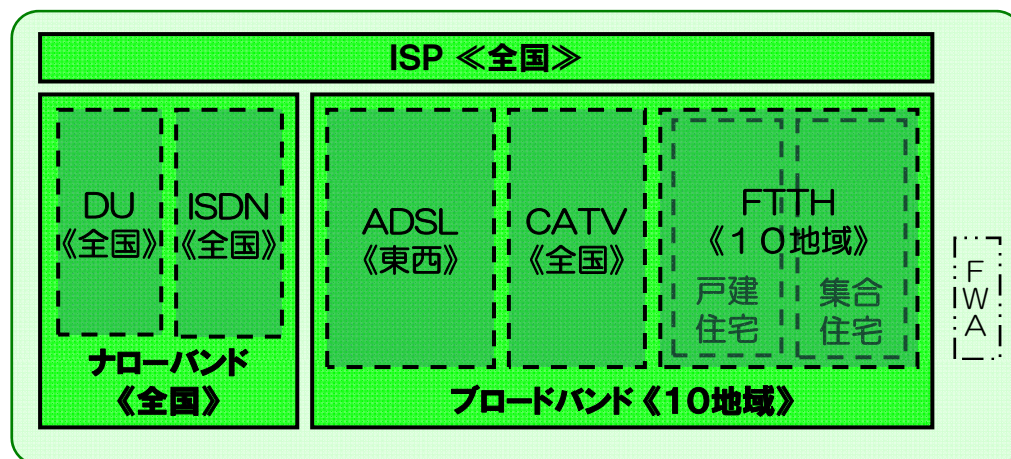 ISP ≪全国≫
DU
《全国》
ISDN
《全国》
ナローバンド
《全国》
ADSL
《東西》
CATV
《全国》
FTTH
《１０地域》
戸建
住宅
集合
住宅
ブロードバンド《10地域》
FWA